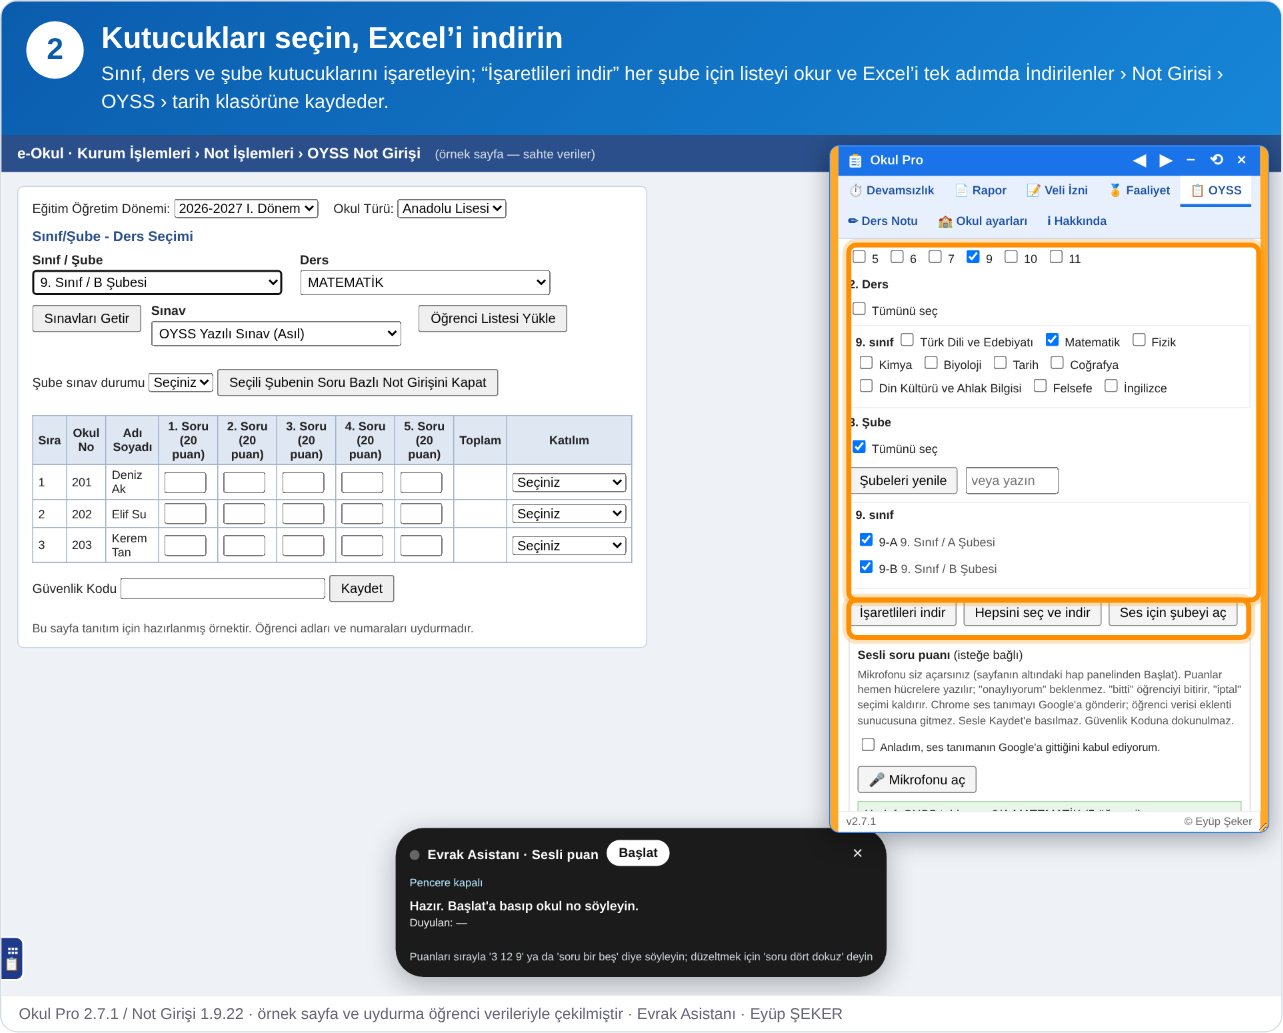 2
Kutucukları seçin, Excel’i indirin
Sınıf, ders ve şube kutucuklarını işaretleyin; “İşaretlileri indir” her şube için listeyi okur ve Excel’i tek adımda İndirilenler › Not Girisi ›
OYSS › tarih klasörüne kaydeder.
e-Okul · Kurum İşlemleri › Not İşlemleri › OYSS Not Girişi (örnek sayfa — sahte veriler)
Eğitim Öğretim Dönemi: 2026-2027 I. Dönem Okul Türü: Anadolu Lisesi
Sınıf/Şube - Ders Seçimi
Sınıf / Şube Ders
9. Sınıf / B Şubesi MATEMATİK
Sınavları Getir Sınav Öğrenci Listesi Yükle
OYSS Yazılı Sınav (Asıl)
Şube sınav durumu Seçiniz Seçili Şubenin Soru Bazlı Not Girişini Kapat
Sıra Okul No Adı Soyadı 1. Soru (20 puan) 2. Soru (20 puan) 3. Soru (20 puan) 4. Soru (20 puan) 5. Soru (20 puan) Toplam Katılım
1 201 Deniz Ak Seçiniz
2 202 Elif Su Seçiniz
3 203 Kerem Tan Seçiniz
Güvenlik Kodu Kaydet
Bu sayfa tanıtım için hazırlanmış örnektir. Öğrenci adları ve numaraları uydurmadır.
Okul Pro
Devamsızlık Rapor Veli İzni Faaliyet OYSS
Ders Notu Okul ayarları Hakkında
5 6 7 9 10 11
2. Ders
Tümünü seç
9. sınıf Türk Dili ve Edebiyatı Matematik Fizik
Kimya Biyoloji Tarih Coğrafya
Din Kültürü ve Ahlak Bilgisi Felsefe İngilizce
3. Şube
Tümünü seç
Şubeleri yenile veya yazın
9. sınıf
9-A 9. Sınıf / A Şubesi
9-B 9. Sınıf / B Şubesi
İşaretlileri indir Hepsini seç ve indir Ses için şubeyi aç
Sesli soru puanı (isteğe bağlı)
Mikrofonu siz açarsınız (sayfanın altındaki hap panelinden Başlat). Puanlar
hemen hücrelere yazılır; "onaylıyorum" beklenmez. "bitti" öğrenciyi bitirir, "iptal"
seçimi kaldırır. Chrome ses tanımayı Google'a gönderir; öğrenci verisi eklenti
sunucusuna gitmez. Sesle Kaydet'e basılmaz. Güvenlik Koduna dokunulmaz.
Anladım, ses tanımanın Google'a gittiğini kabul ediyorum.
Mikrofonu aç
v2.7.1 © Eyüp Şeker
Evrak Asistanı · Sesli puan Başlat
Pencere kapalı
Hazır. Başlat'a basıp okul no söyleyin.
Duyulan: —
Puanları sırayla '3 12 9' ya da 'soru bir beş' diye söyleyin; düzeltmek için 'soru dört dokuz' deyin
Okul Pro 2.7.1 / Not Girişi 1.9.22 · örnek sayfa ve uydurma öğrenci verileriyle çekilmiştir · Evrak Asistanı · Eyüp ŞEKER